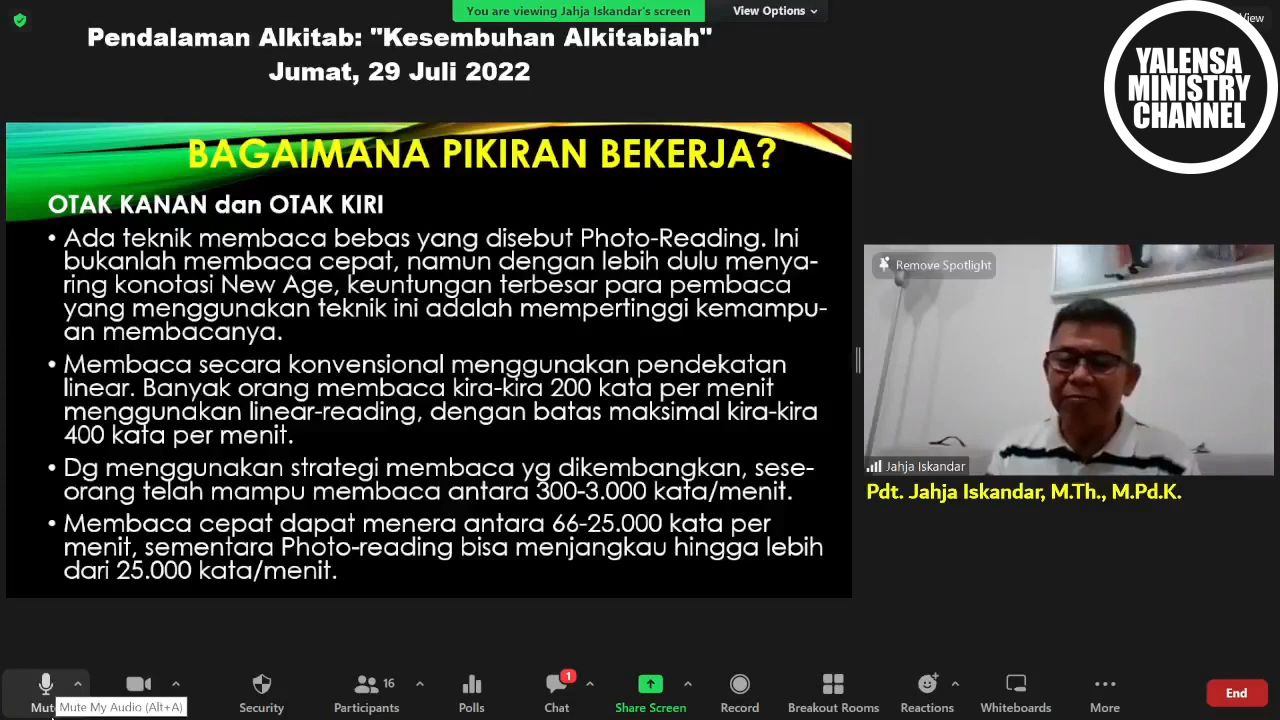 You are viewing Jahja Iskandar's screen
View Options
View
Pendalaman Alkitab: "Kesembuhan Alkitabiah"
Jumat, 29 Juli 2022
YALENSA
MINISTRY
CHANNEL
BAGAIMANA PIKIRAN BEKERJA?
OTAK KANAN dan OTAK KIRI
• Ada teknik membaca bebas yang disebut Photo-Reading. Ini
bukanlah membaca cepat, namun dengan lebih dulu menya-
ring konotasi New Age, keuntungan terbesar para pembaca
yang menggunakan teknik ini adalah mempertinggi kemampu-
an membacanya.
• Membaca secara konvensional menggunakan pendekatan
linear. Banyak orang membaca kira-kira 200 kata per menit
menggunakan linear-reading, dengan batas maksimal kira-kira
400 kata per menit.
• Dg menggunakan strategi membaca yg dikembangkan, sese-
orang telah mampu membaca antara 300-3.000 kata/menit.
• Membaca cepat dapat menera antara 66-25.000 kata per
menit, sementara Photo-reading bisa menjangkau hingga lebih
dari 25.000 kata/menit.
Remove Spotlight
Jahja Iskandar
Pdt. Jahja Iskandar, M.Th., M.Pd.K.
16
1
Mute
Mute My Audio (Alt+A)
Security
Participants
Polls
Chat
Share Screen
Record
Breakout Rooms
Reactions
Whiteboards
More
End